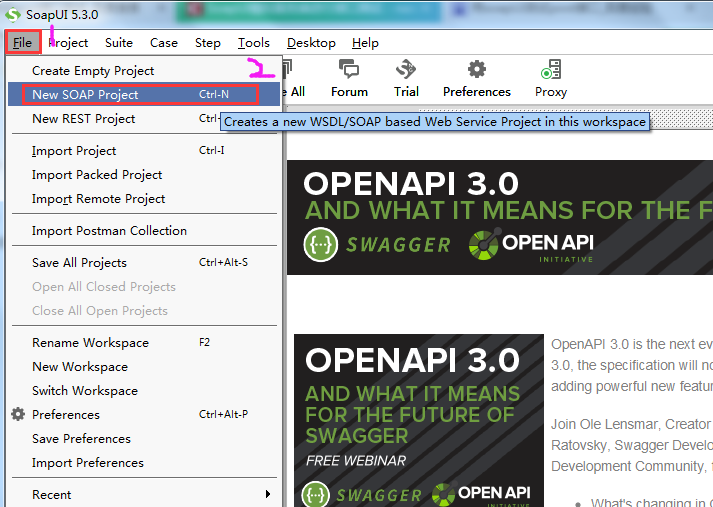 SoapUI 5.3.0
File Project Suite Case Step Tools Desktop Help
1
2
Create Empty Project
New SOAP Project Ctrl-N
New REST Project Ctrl-
Creates a new WSDL/SOAP based Web Service Project in this workspace
Import Project Ctrl-I
Import Packed Project
Import Remote Project
Import Postman Collection
Save All Projects Ctrl+Alt-S
Open All Closed Projects
Close All Open Projects
Rename Workspace F2
New Workspace
Switch Workspace
Preferences Ctrl+Alt-P
Save Preferences
Import Preferences
Recent
All Forum Trial Preferences Proxy
OPENAPI 3.0
AND WHAT IT MEANS FOR THE F
SWAGGER OPEN API
INITIATIVE
OPENAPI 3.0
AND WHAT IT MEANS
FOR THE FUTURE OF
SWAGGER
FREE WEBINAR
SWAGGER OPEN API
INITIATIVE
OpenAPI 3.0 is the next ev
3.0, the specification will no
adding powerful new featur
Join Ole Lensmar, Creator
Ratovsky, Swagger Develo
Development Community, f
What's changing in